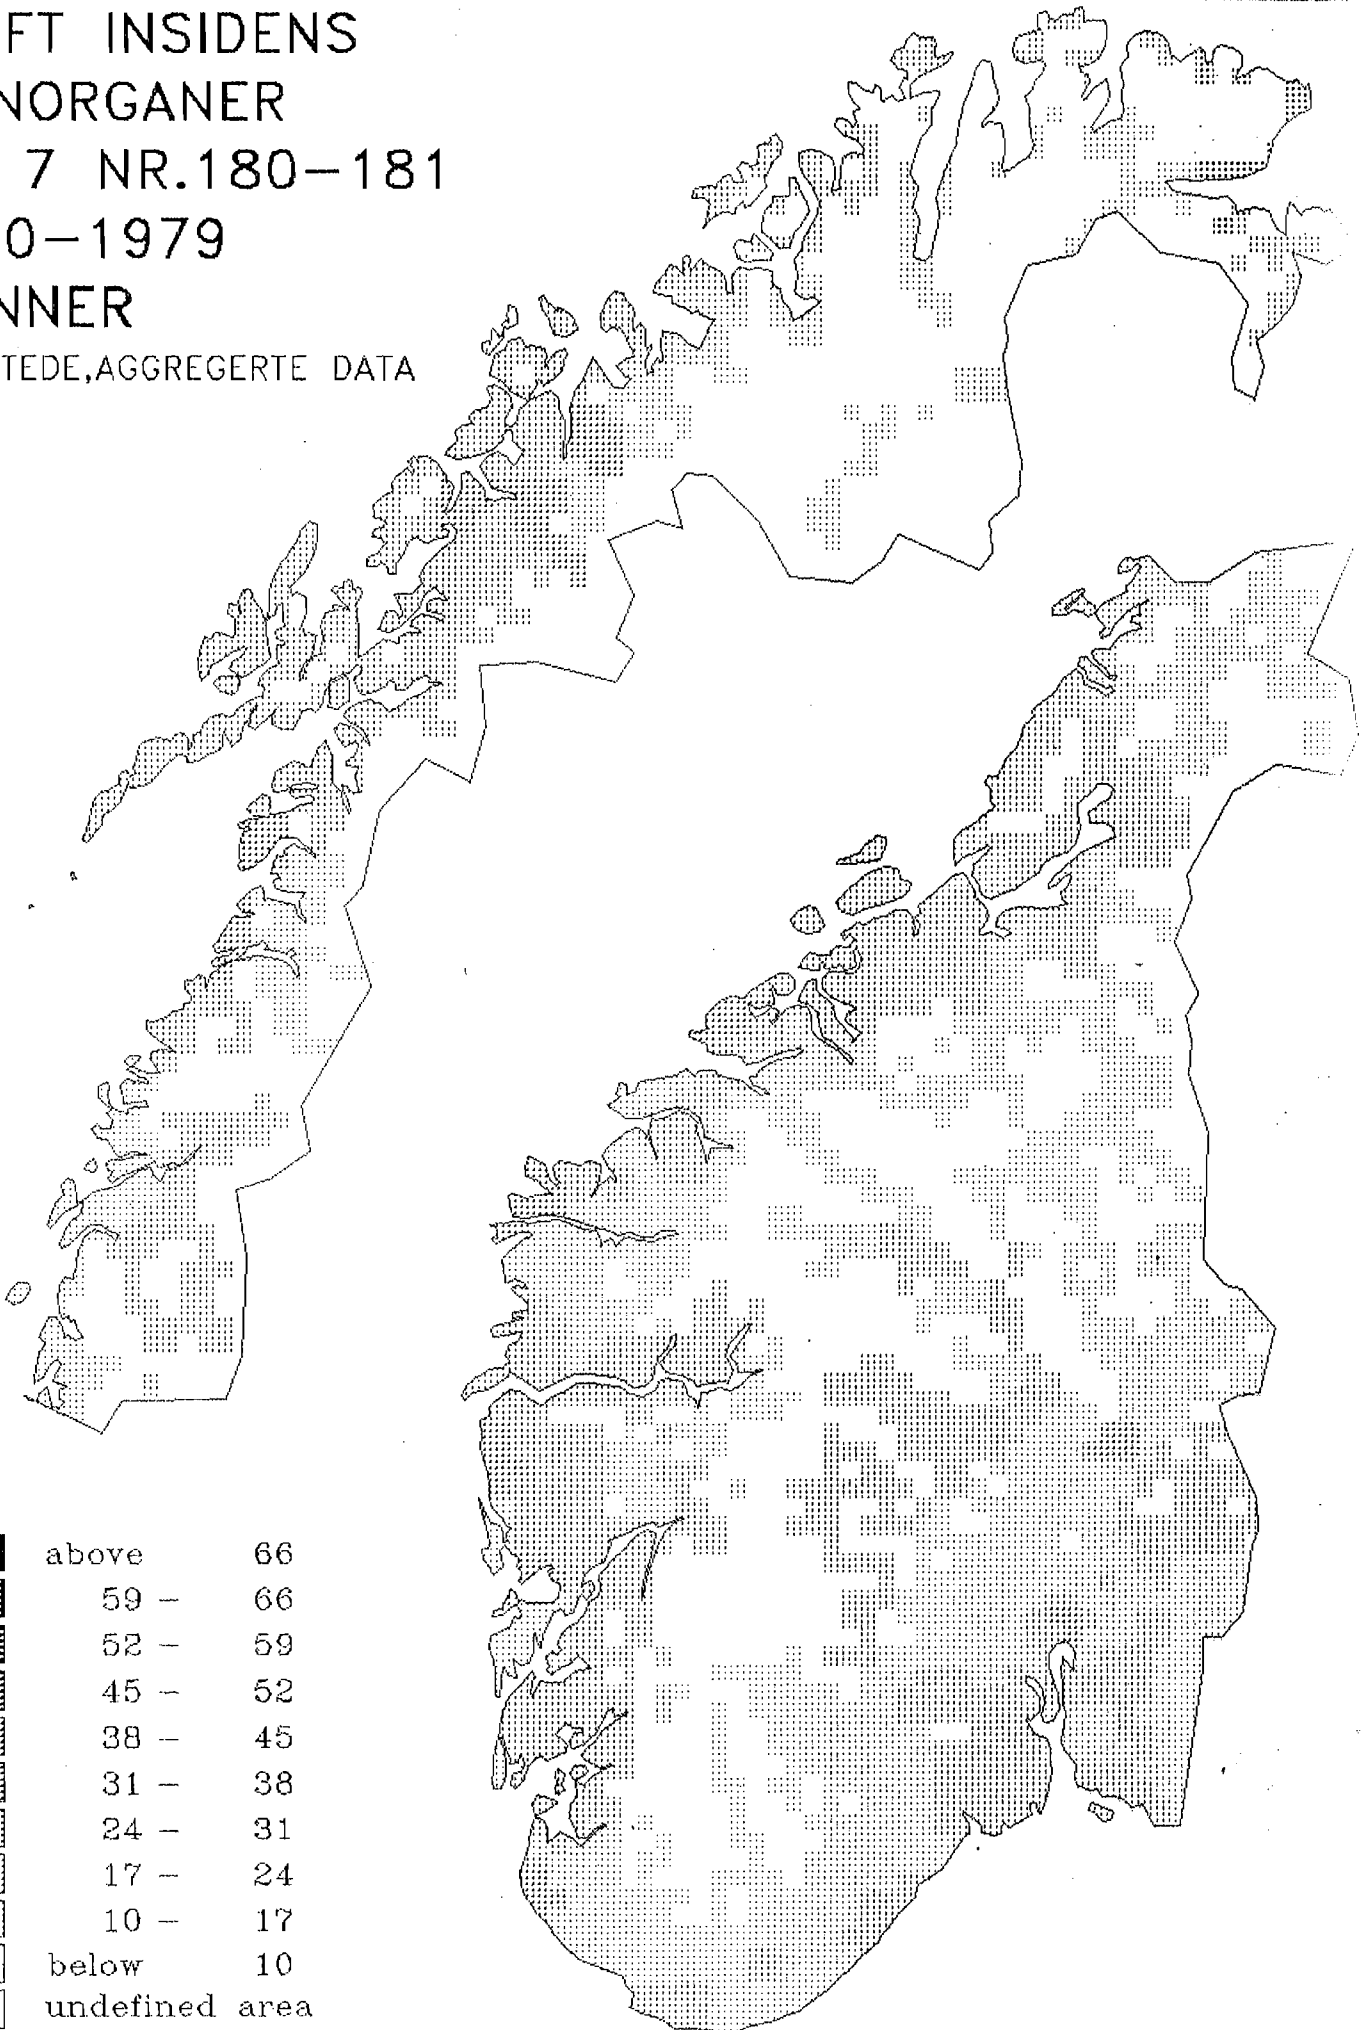 FT INSIDENS
NORGANER
7 NR.180-181
0-1979
NNER
TEDE,AGGREGERTE DATA
above 66
59 - 66
52 - 59
45 - 52
38 - 45
31 - 38
24 - 31
17 - 24
10 - 17
below 10
undefined area